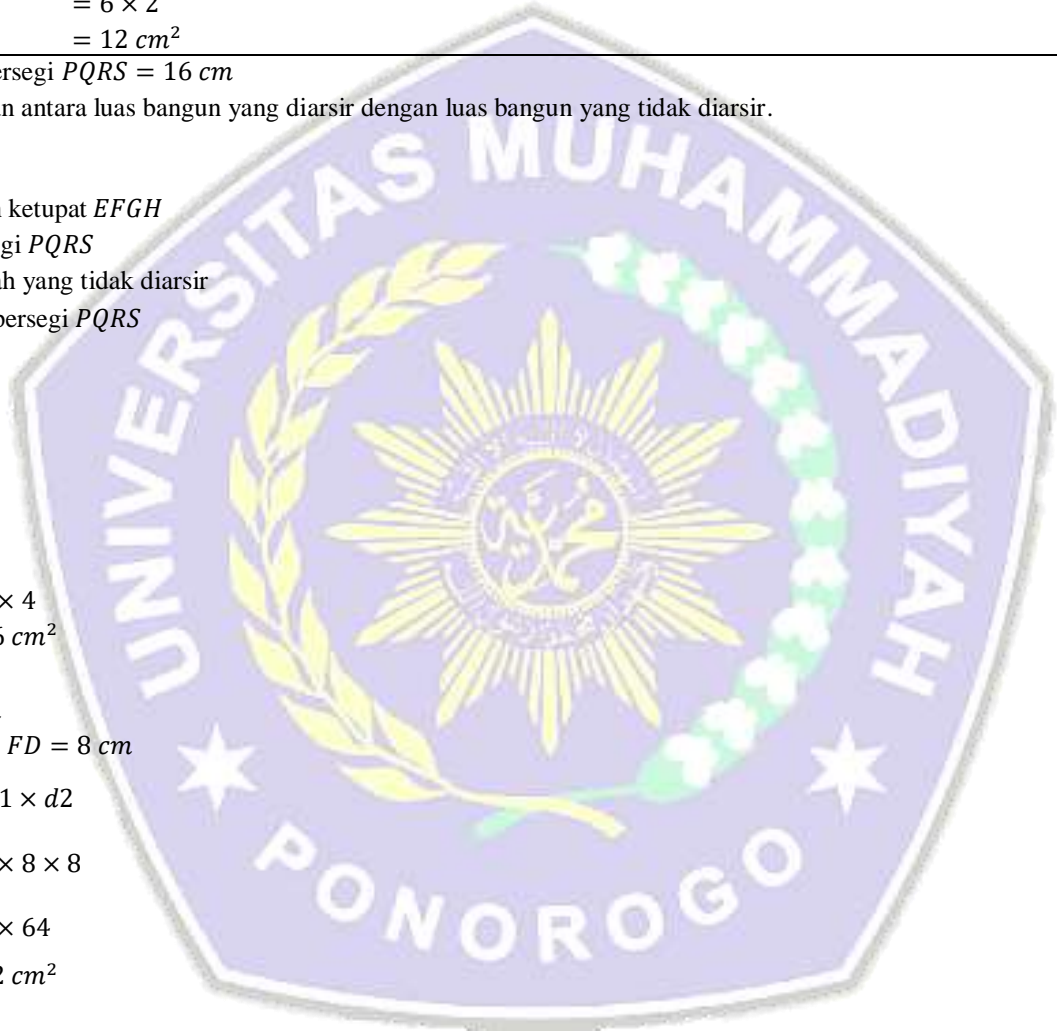 = 6 × 2
= 12 cm²
ersegi PQRS = 16 cm
n antara luas bangun yang diarsir dengan luas bangun yang tidak diarsir.
UNIVERSITAS MUHAMMADIYAH
ketupat EFGH
gi PQRS
ah yang tidak diarsir
persegi PQRS
× 4
cm²
FD = 8 cm
1 × d2
× 8 × 8
× 64
2 cm²
PONOROGO